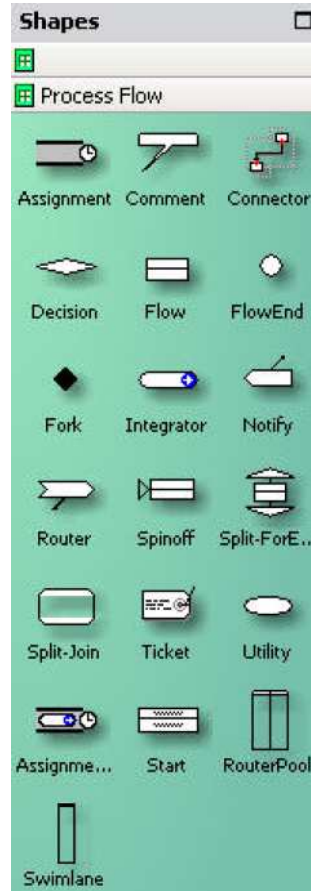 Shapes
Process Flow
Assignment Comment Connector
Decision Flow FlowEnd
Fork Integrator Notify
Router Spinoff Split-ForE...
Split-Join Ticket Utility
Assignme... Start RouterPool
Swimlane